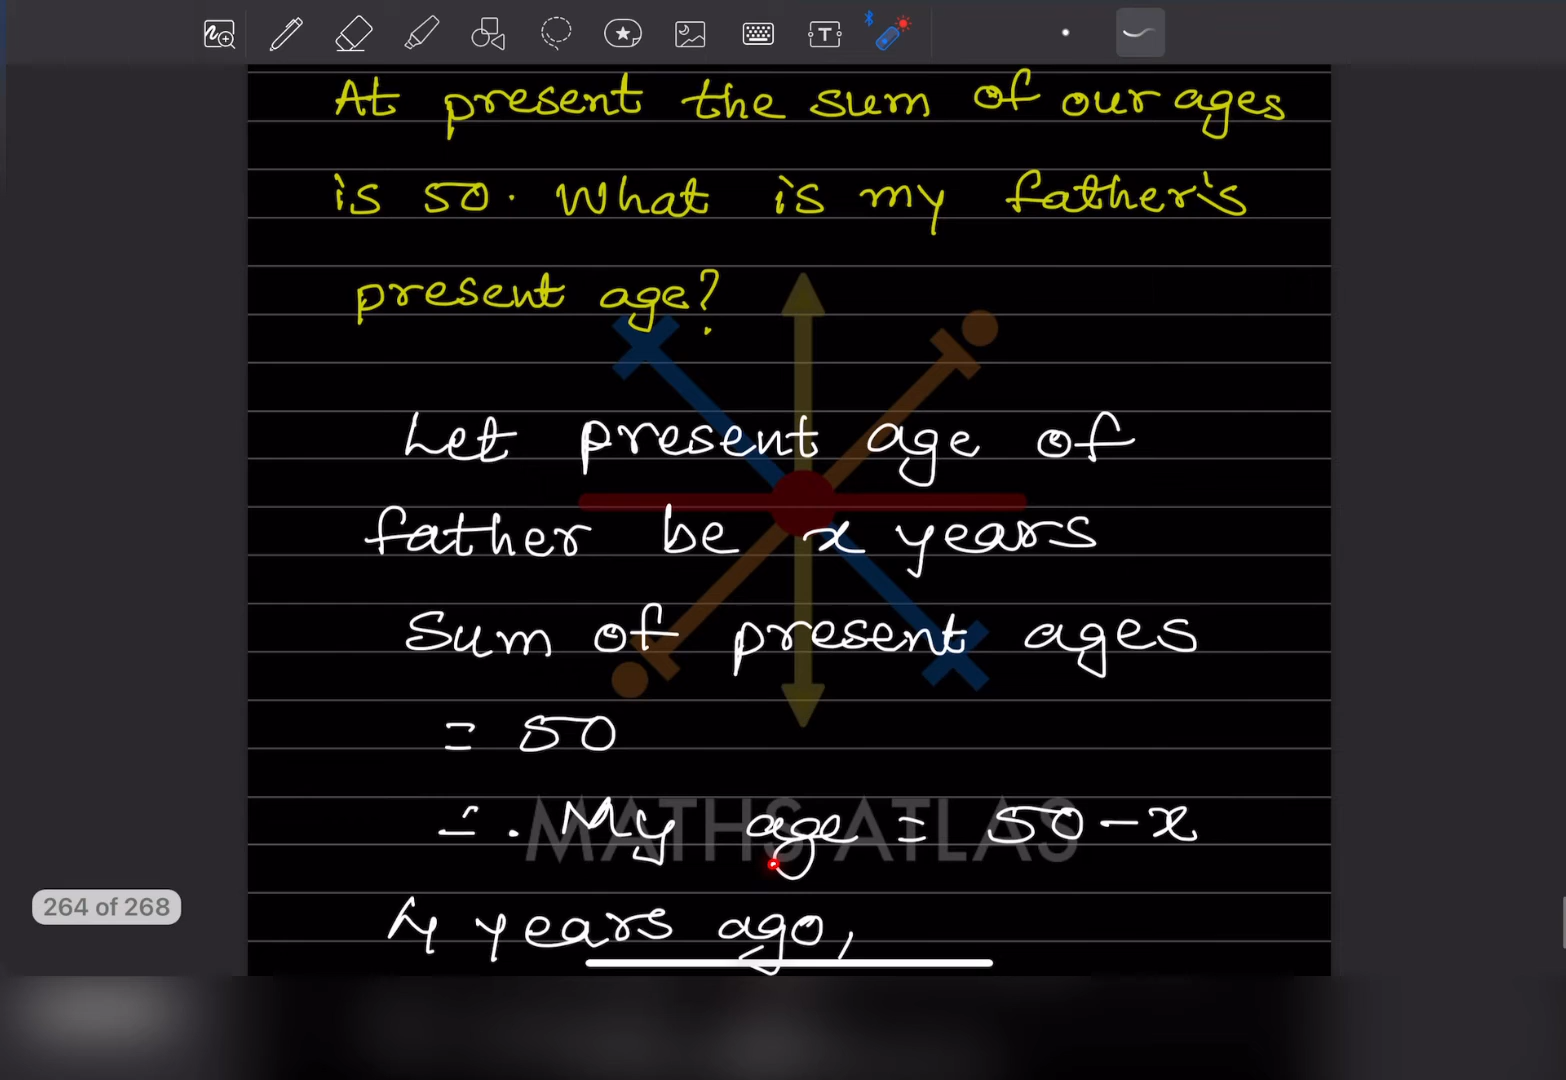 At present the sum of our ages
is 50. What is my father's
present age?
Let present age of
father be x years
Sum of present ages
= 50
∴ My age = 50 - x
MATHS ATLAS
264 of 268
4 years ago,